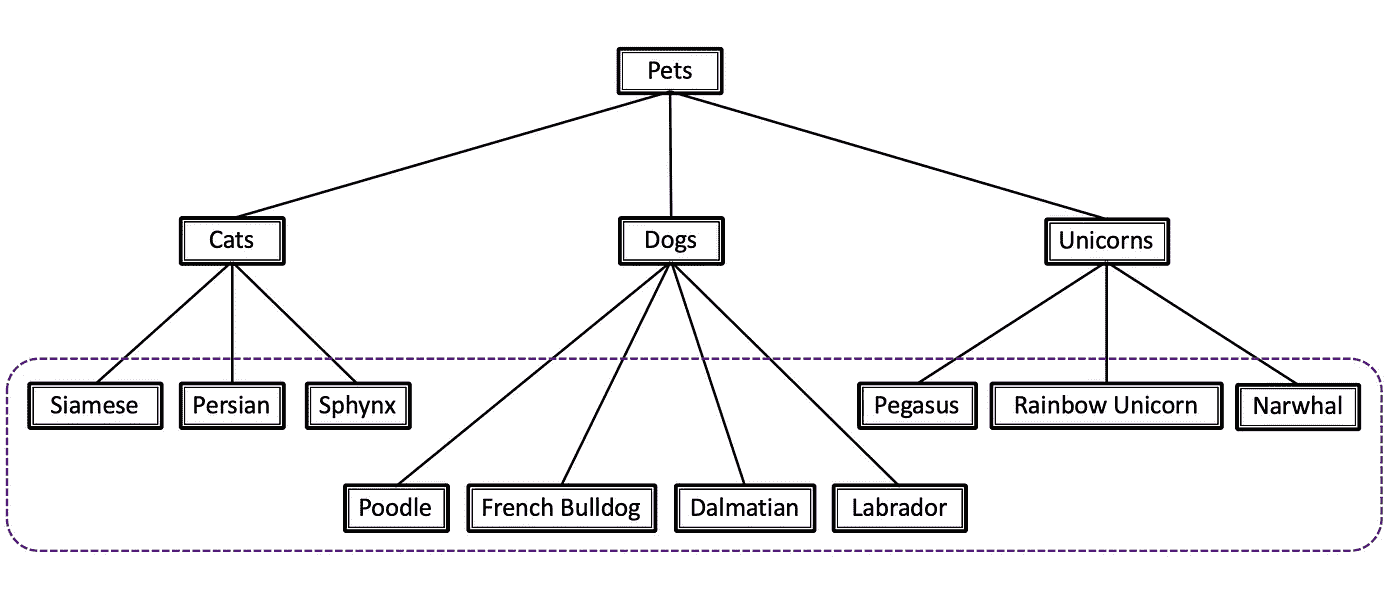 Pets
Cats
Dogs
Unicorns
Siamese
Persian
Sphynx
Pegasus
Rainbow Unicorn
Narwhal
Poodle
French Bulldog
Dalmatian
Labrador